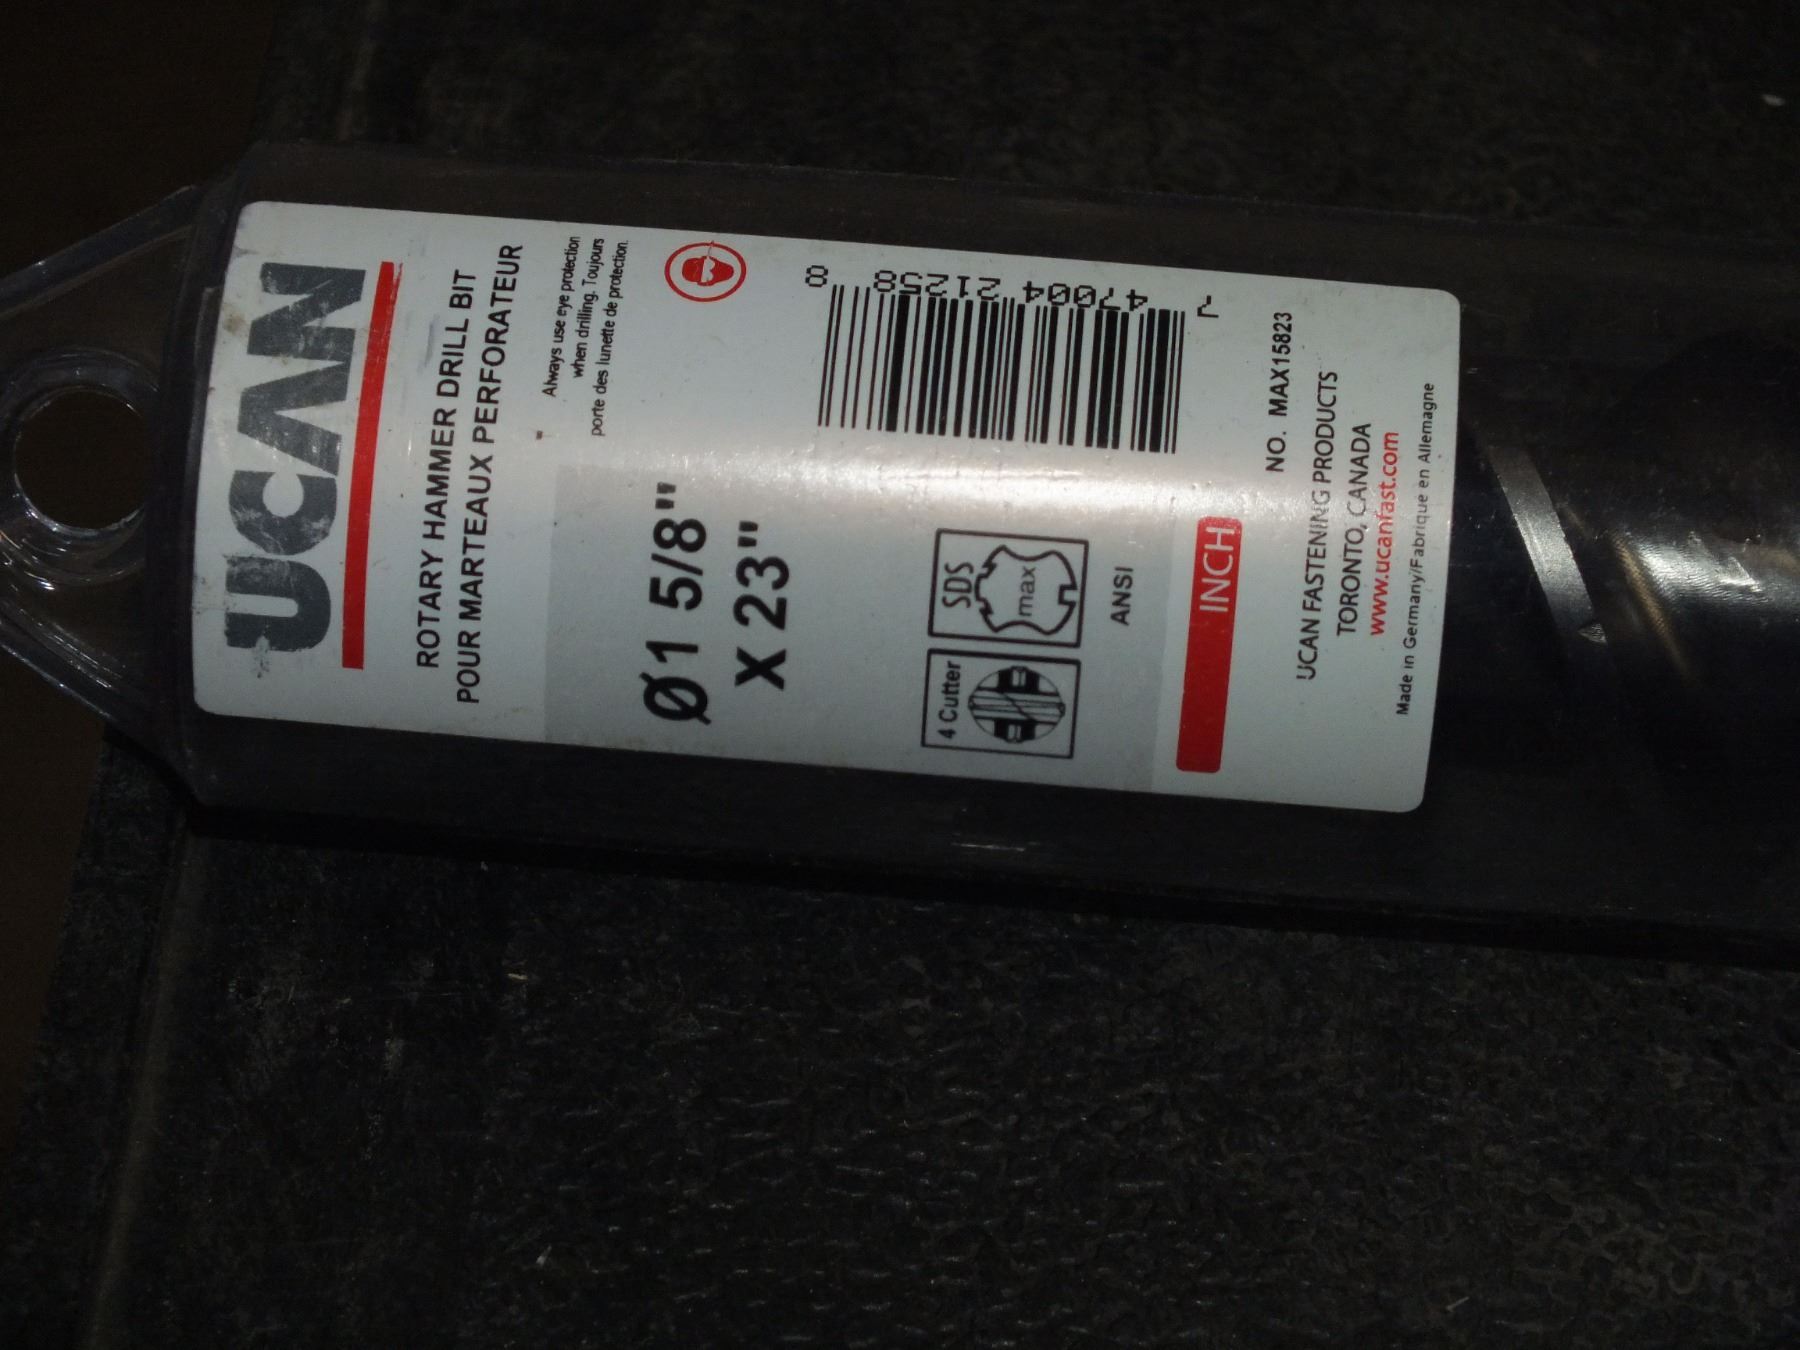 UCAN
ROTARY HAMMER DRILL BIT
POUR MARTEAUX PERFORATEUR
Always use eye protection
when drilling. Toujours
porte des lunette de protection.
Ø1 5/8"
X 23"
7 47004 21258 8
4 Cutter
SDS
max
ANSI
INCH
NO. MAX15823
UCAN FASTENING PRODUCTS
TORONTO, CANADA
www.ucanfast.com
Made in Germany/Fabriqué en Allemagne